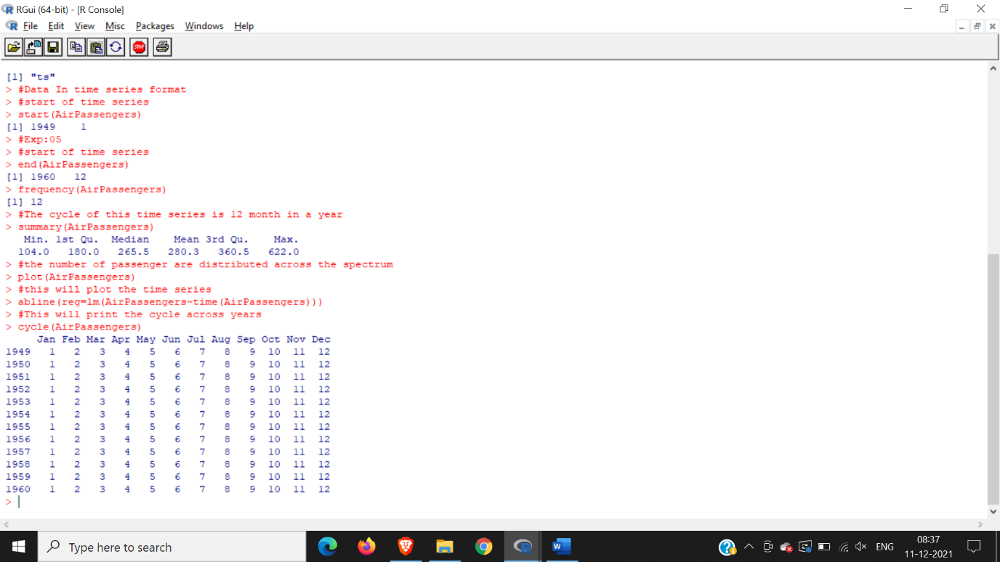 RGui (64-bit) - [R Console]
File Edit View Misc Packages Windows Help
STOP
[1] "ts"
> #Data In time series format
> #start of time series
> start(AirPassengers)
[1] 1949    1
> #Exp:05
> #start of time series
> end(AirPassengers)
[1] 1960   12
> frequency(AirPassengers)
[1] 12
> #The cycle of this time series is 12 month in a year
> summary(AirPassengers)
   Min. 1st Qu.  Median    Mean 3rd Qu.    Max.
  104.0   180.0   265.5   280.3   360.5   622.0
> #the number of passenger are distributed across the spectrum
> plot(AirPassengers)
> #this will plot the time series
> abline(reg=lm(AirPassengers~time(AirPassengers)))
> #This will print the cycle across years
> cycle(AirPassengers)
     Jan Feb Mar Apr May Jun Jul Aug Sep Oct Nov Dec
1949   1   2   3   4   5   6   7   8   9  10  11  12
1950   1   2   3   4   5   6   7   8   9  10  11  12
1951   1   2   3   4   5   6   7   8   9  10  11  12
1952   1   2   3   4   5   6   7   8   9  10  11  12
1953   1   2   3   4   5   6   7   8   9  10  11  12
1954   1   2   3   4   5   6   7   8   9  10  11  12
1955   1   2   3   4   5   6   7   8   9  10  11  12
1956   1   2   3   4   5   6   7   8   9  10  11  12
1957   1   2   3   4   5   6   7   8   9  10  11  12
1958   1   2   3   4   5   6   7   8   9  10  11  12
1959   1   2   3   4   5   6   7   8   9  10  11  12
1960   1   2   3   4   5   6   7   8   9  10  11  12
>
Type here to search
ENG
08:37
11-12-2021